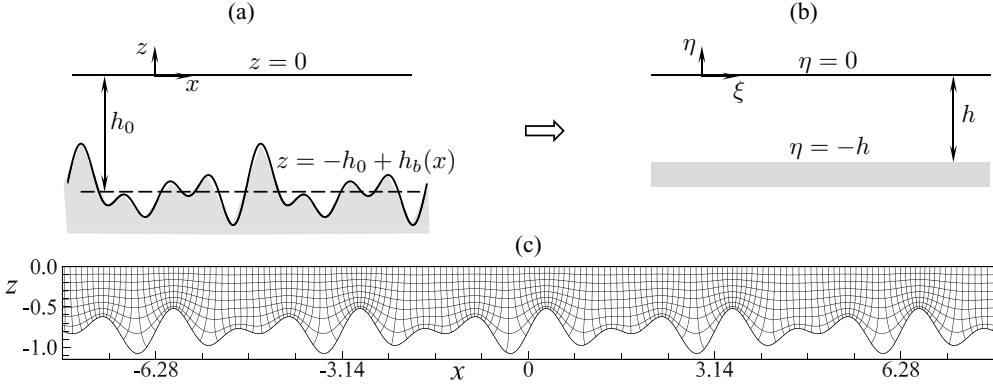 (a)
(b)
z
z = 0
x
h₀
z = −h₀ + h_b(x)
η
η = 0
ξ
h
η = −h
(c)
0.0
z
-0.5
-1.0
-6.28
-3.14
x
0
3.14
6.28